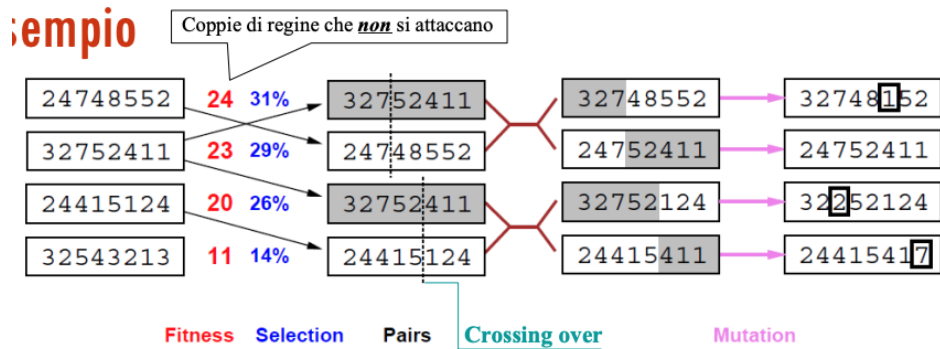 sempio
Coppie di regine che non si attaccano
24748552 24 31% 32752411 32748552 32748152
32752411 23 29% 24748552 24752411 24752411
24415124 20 26% 32752411 32752124 32252124
32543213 11 14% 24415124 24415411 24415417
Fitness Selection Pairs Crossing over Mutation